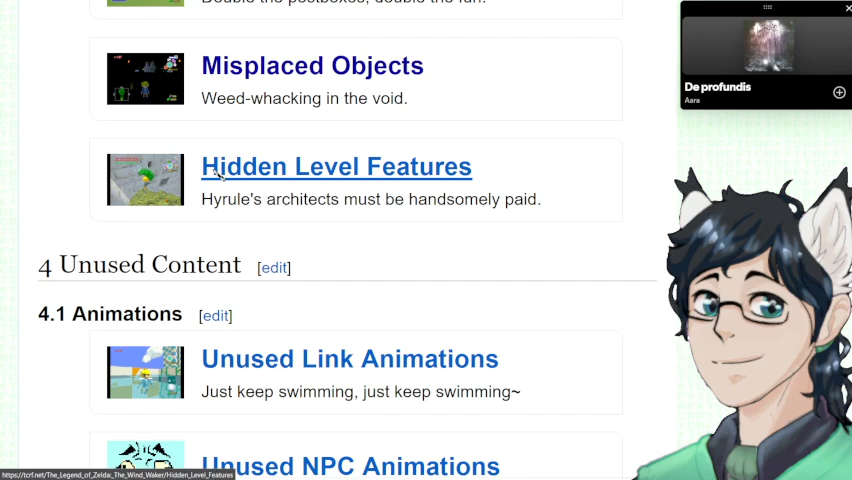 Double the postboxes, double the fun.
Misplaced Objects
Weed-whacking in the void.
Hidden Level Features
Hyrule's architects must be handsomely paid.
4 Unused Content [edit]
4.1 Animations [edit]
Unused Link Animations
Just keep swimming, just keep swimming~
Unused NPC Animations
De profundis
Aara
https://tcrf.net/The_Legend_of_Zelda:_The_Wind_Waker/Hidden_Level_Features